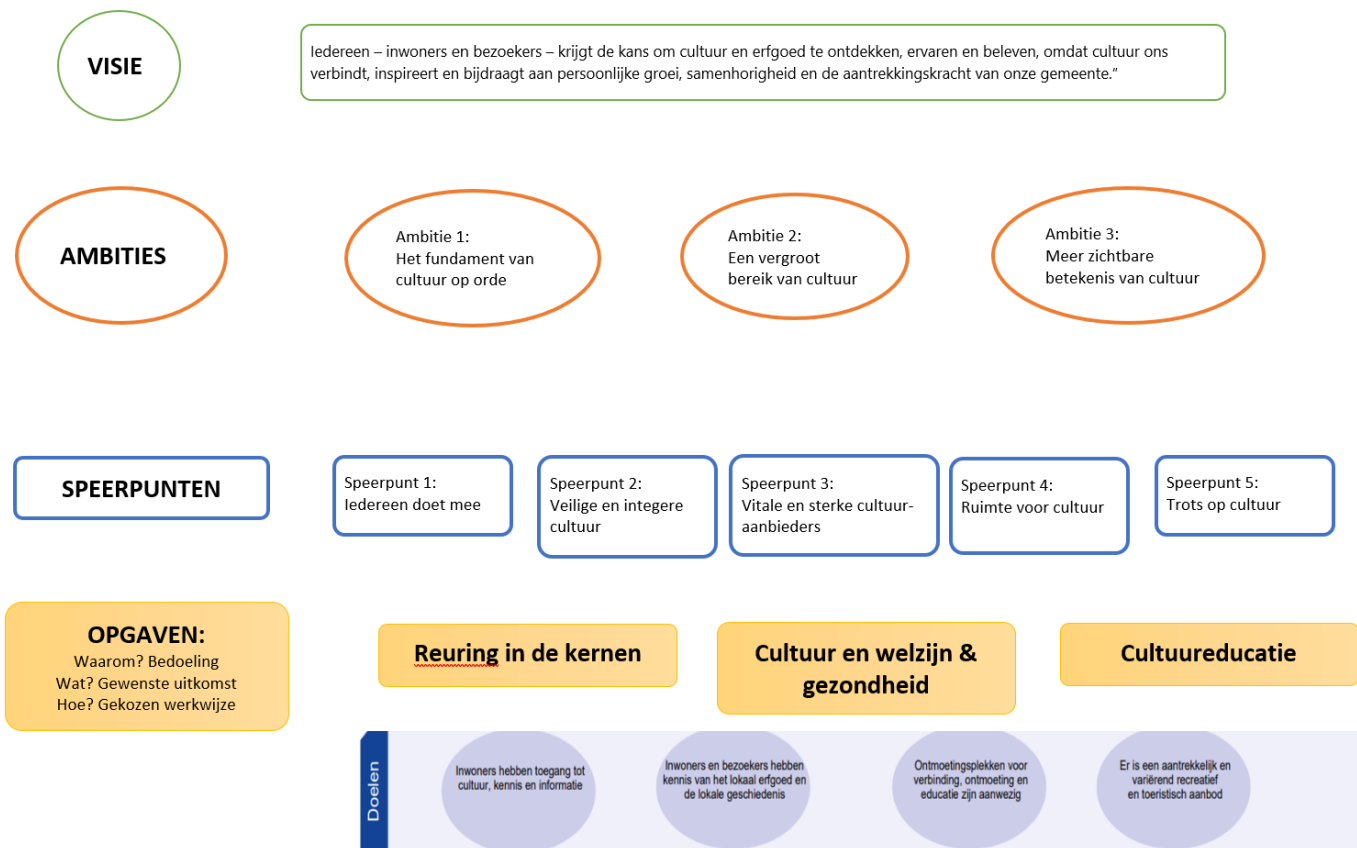 VISIE
Iedereen – inwoners en bezoekers – krijgt de kans om cultuur en erfgoed te ontdekken, ervaren en beleven, omdat cultuur ons
verbindt, inspireert en bijdraagt aan persoonlijke groei, samenhorigheid en de aantrekkingskracht van onze gemeente.”
AMBITIES
Ambitie 1:
Het fundament van
cultuur op orde
Ambitie 2:
Een vergroot
bereik van cultuur
Ambitie 3:
Meer zichtbare
betekenis van cultuur
SPEERPUNTEN
Speerpunt 1:
Iedereen doet mee
Speerpunt 2:
Veilige en integere
cultuur
Speerpunt 3:
Vitale en sterke cultuur-
aanbieders
Speerpunt 4:
Ruimte voor cultuur
Speerpunt 5:
Trots op cultuur
OPGAVEN:
Waarom? Bedoeling
Wat? Gewenste uitkomst
Hoe? Gekozen werkwijze
Reuring in de kernen
Cultuur en welzijn &
gezondheid
Cultuureducatie
Doelen
Inwoners hebben toegang tot
cultuur, kennis en informatie
Inwoners en bezoekers hebben
kennis van het lokaal erfgoed en
de lokale geschiedenis
Ontmoetingsplekken voor
verbinding, ontmoeting en
educatie zijn aanwezig
Er is een aantrekkelijk en
variërend recreatief
en toeristisch aanbod